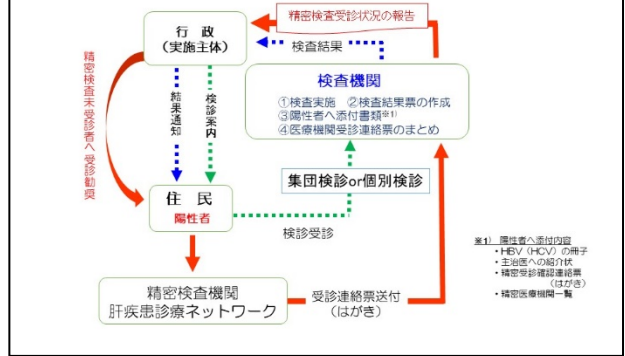 精密検査受診状況の報告
行 政
（実施主体）
検査結果
検査機関
①検査実施　②検査結果票の作成
③陽性者へ添付書類※1)
④医療機関受診連絡票のまとめ
精密検査未受診者へ受診勧奨
結果通知
検診案内
集団検診or個別検診
住 民
陽性者
検診受診
※1） 陽性者へ添付内容
・HBV（HCV）の冊子
・主治医への紹介状
・精密受診確認連絡票
（はがき）
・精密医療機関一覧
精密検査機関
肝疾患診療ネットワーク
受診連絡票送付
（はがき）